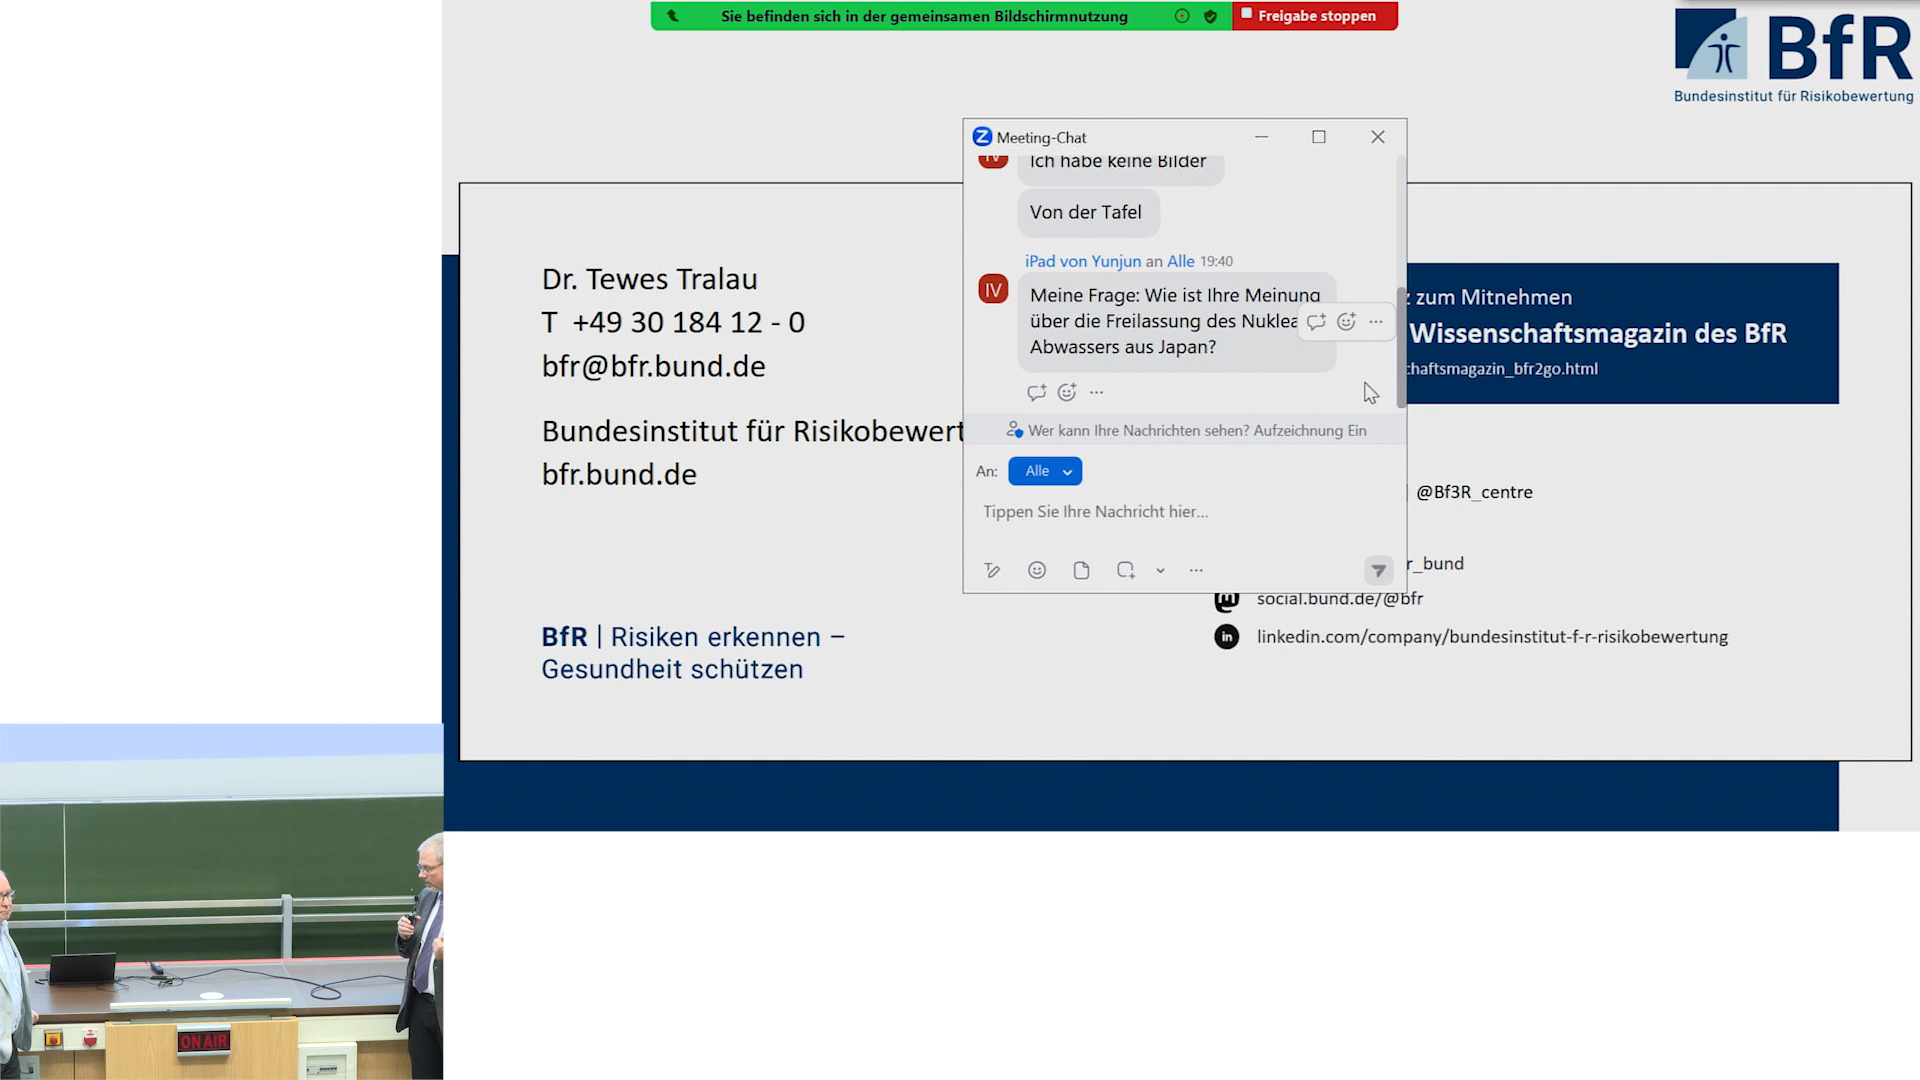 Sie befinden sich in der gemeinsamen Bildschirmnutzung
Freigabe stoppen
BfR
Bundesinstitut für Risikobewertung
Meeting-Chat
IV
Ich habe keine Bilder
Von der Tafel
iPad von Yunjun an Alle 19:40
IV
Meine Frage: Wie ist Ihre Meinung
über die Freilassung des Nuklea
Abwassers aus Japan?
Wer kann Ihre Nachrichten sehen? Aufzeichnung Ein
An: Alle
Tippen Sie Ihre Nachricht hier...
Dr. Tewes Tralau
T +49 30 184 12 - 0
bfr@bfr.bund.de
Bundesinstitut für Risikobewert
bfr.bund.de
BfR | Risiken erkennen –
Gesundheit schützen
zum Mitnehmen
Wissenschaftsmagazin des BfR
chaftsmagazin_bfr2go.html
@Bf3R_centre
r_bund
social.bund.de/@bfr
in linkedin.com/company/bundesinstitut-f-r-risikobewertung
ON AIR